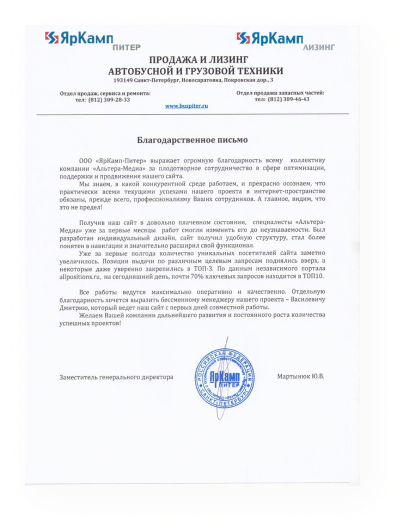 ЯрКамп ПИТЕР
ЯрКамп ЛИЗИНГ
ПРОДАЖА И ЛИЗИНГ
АВТОБУСНОЙ И ГРУЗОВОЙ ТЕХНИКИ
193149 Санкт-Петербург, Новосаратовка, Покровская дор., 3
Отдел продаж, сервиса и ремонта:
тел: (812) 309-28-33
Отдел продажи запасных частей:
тел: (812) 309-46-43
www.buspiter.ru
Благодарственное письмо
ООО «ЯрКамп-Питер» выражает огромную благодарность всему коллективу
компании «Альтера-Медиа» за плодотворное сотрудничество в сфере оптимизации,
поддержки и продвижения нашего сайта.
Мы знаем, в какой конкурентной среде работаем, и прекрасно осознаем, что
практически всеми текущими успехами нашего проекта в интернет-пространстве
обязаны, прежде всего, профессионализму Ваших сотрудников. А главное, видим, что
это не предел!
Получив наш сайт в довольно плачевном состоянии, специалисты «Альтера-
Медиа» уже за первые месяцы работ смогли изменить его до неузнаваемости. Был
разработан индивидуальный дизайн, сайт получил удобную структуру, стал более
понятен в навигации и значительно расширил свой функционал.
Уже за первые полгода количество уникальных посетителей сайта заметно
увеличилось. Позиции выдачи по различным целевым запросам поднялись вверх, а
некоторые даже уверенно закрепились в ТОП-3. По данным независимого портала
allpositions.ru, на сегодняшний день, почти 70% ключевых запросов находится в ТОП10.
Все работы ведутся максимально оперативно и качественно. Отдельную
благодарность хочется выразить бессменному менеджеру нашего проекта – Василевичу
Дмитрию, который ведет наш сайт с первых дней совместной работы.
Желаем Вашей компании дальнейшего развития и постоянного роста количества
успешных проектов!
Заместитель генерального директора
Мартынюк Ю.В.
РОССИЙСКАЯ ФЕДЕРАЦИЯ
ЯрКамп
ПИТЕР
САНКТ-ПЕТЕРБУРГ